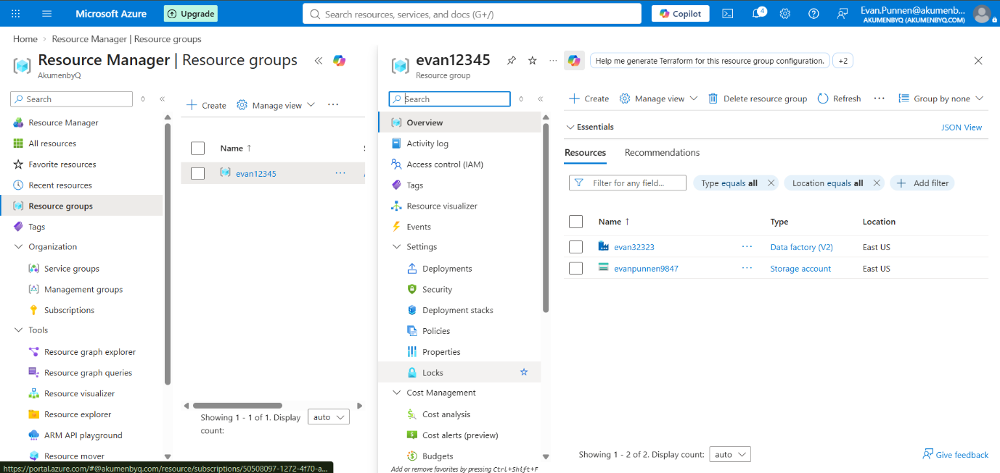 Microsoft Azure
Upgrade
Search resources, services, and docs (G+/)
Copilot
4
Evan.Punnen@akumenb...
AKUMENBYQ (AKUMENBYQ.COM)
Home > Resource Manager | Resource groups
Resource Manager | Resource groups
AkumenbyQ
Search
Resource Manager
All resources
Favorite resources
Recent resources
Resource groups
Tags
Organization
Service groups
Management groups
Subscriptions
Tools
Resource graph explorer
Resource graph queries
Resource visualizer
Resource explorer
ARM API playground
Resource mover
https://portal.azure.com/#@akumenbyq.com/resource/subscriptions/50508097-1272-4f70-a...
Create
Manage view
Name ↑
evan12345
Showing 1 - 1 of 1. Display
count:
auto
evan12345
Resource group
Search
Overview
Activity log
Access control (IAM)
Tags
Resource visualizer
Events
Settings
Deployments
Security
Deployment stacks
Policies
Properties
Locks
Cost Management
Cost analysis
Cost alerts (preview)
Budgets
Add or remove favorites by pressing Ctrl+Shift+F
Help me generate Terraform for this resource group configuration.
+2
Create
Manage view
Delete resource group
Refresh
Group by none
Essentials
JSON View
Resources
Recommendations
Filter for any field...
Type equals all
Location equals all
Add filter
Name ↑ Type Location
evan32323 Data factory (V2) East US
evanpunnen9847 Storage account East US
Showing 1 - 2 of 2. Display count:
auto
Give feedback